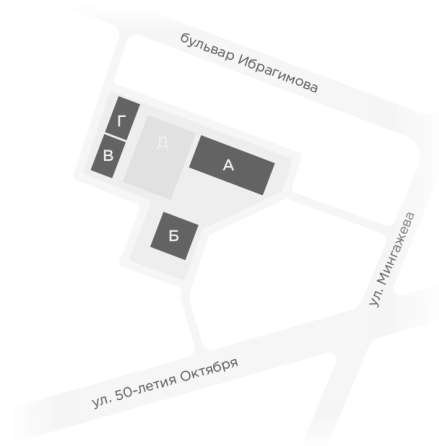 бульвар Ибрагимова
Г
Д
В
А
Б
ул. Мингажева
ул. 50-летия Октября